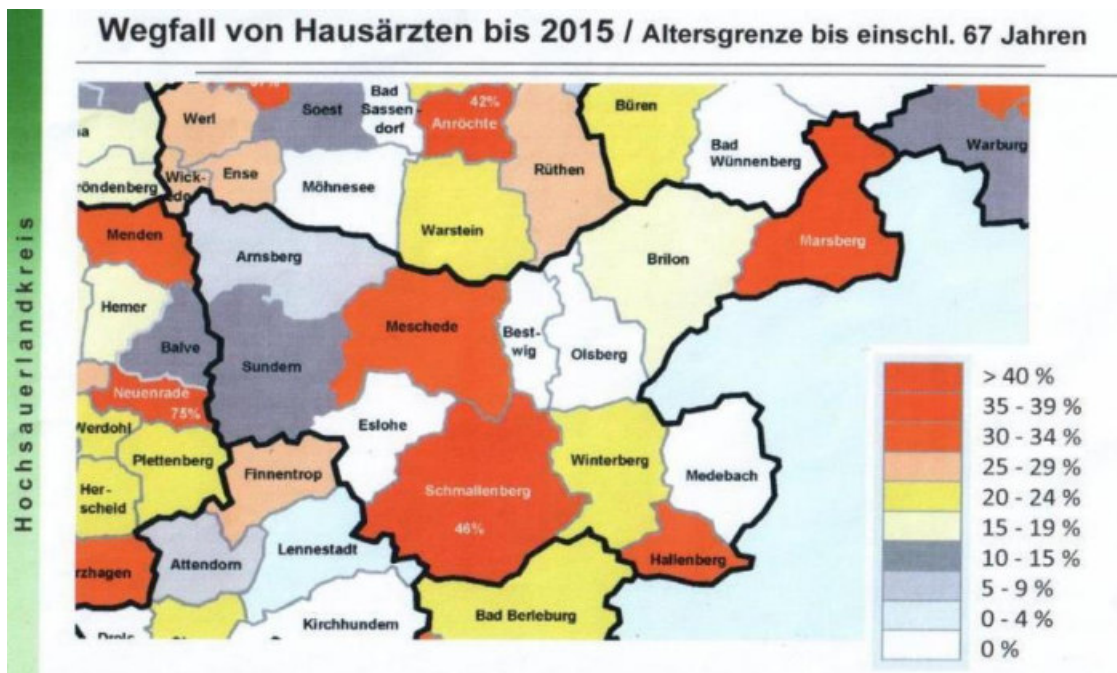 Wegfall von Hausärzten bis 2015 / Altersgrenze bis einschl. 67 Jahren
Hochsauerlandkreis
Werl
Soest
Bad
Sassen-
dorf
42%
Anröchte
Büren
Bad
Wünnenberg
Warburg
röndenberg
Wick-
ede
Ense
Möhnesee
Rüthen
Menden
Arnsberg
Warstein
Brilon
Marsberg
Hemer
Balve
Sundern
Meschede
Best-
wig
Olsberg
Neuenrade
75%
Werdohl
Plettenberg
Her-
scheid
Finnentrop
Eslohe
Schmallenberg
46%
Winterberg
Medebach
Hallenberg
rzhagen
Attendorn
Lennestadt
Kirchhundem
Bad Berleburg
> 40 %
35 - 39 %
30 - 34 %
25 - 29 %
20 - 24 %
15 - 19 %
10 - 15 %
5 - 9 %
0 - 4 %
0 %